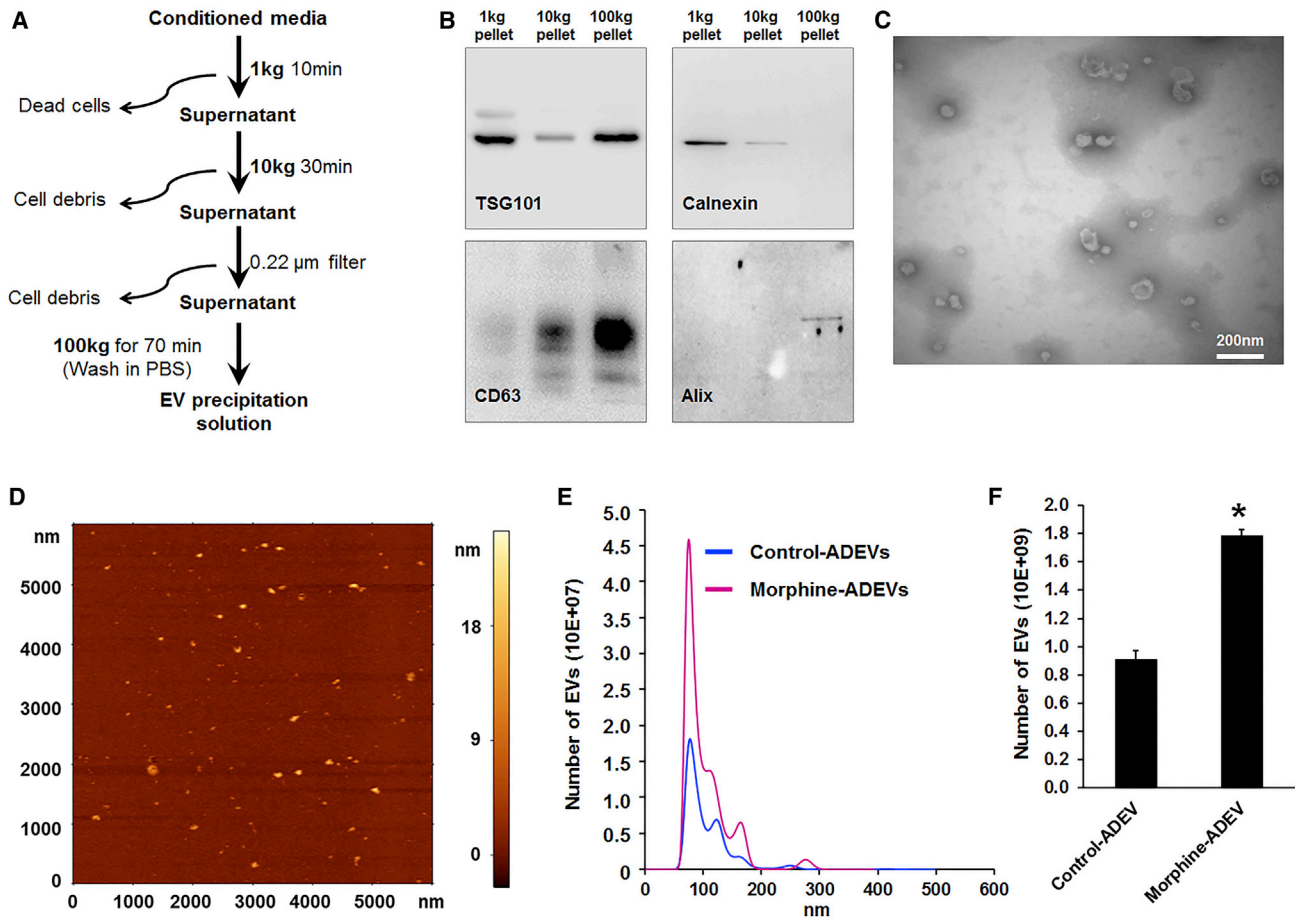 A
Conditioned media
1kg 10min
Dead cells
Supernatant
10kg 30min
Cell debris
Supernatant
0.22 µm filter
Cell debris
Supernatant
100kg for 70 min
(Wash in PBS)
EV precipitation
solution
B
1kg
pellet
10kg
pellet
100kg
pellet
1kg
pellet
10kg
pellet
100kg
pellet
TSG101
Calnexin
CD63
Alix
C
200nm
D
nm
5000
4000
3000
2000
1000
0
0 1000 2000 3000 4000 5000 nm
nm
18
9
0
E
Number of EVs (10E+07)
5.0
4.5
4.0
3.5
3.0
2.5
2.0
1.5
1.0
0.5
0
Control-ADEVs
Morphine-ADEVs
0 100 200 300 400 500 600
nm
F
Number of EVs (10E+09)
2.0
1.8
1.6
1.4
1.2
1.0
0.8
0.6
0.4
0.2
0.0
*
Control-ADEV
Morphine-ADEV